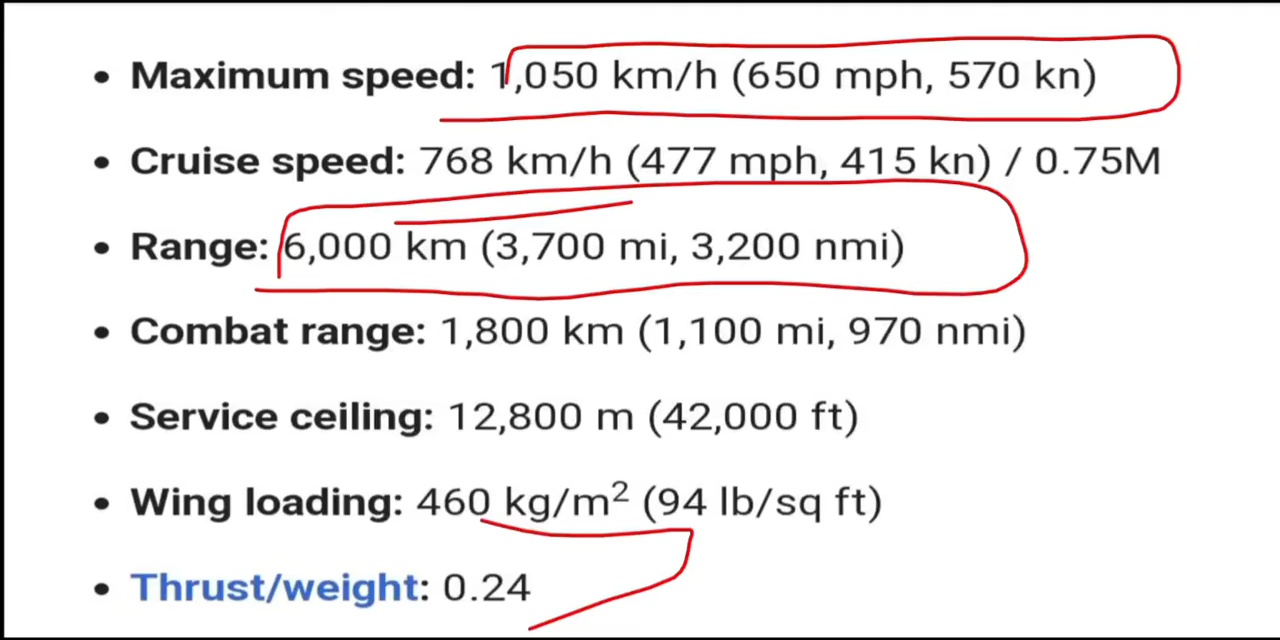 • Maximum speed: 1,050 km/h (650 mph, 570 kn)
• Cruise speed: 768 km/h (477 mph, 415 kn) / 0.75M
• Range: 6,000 km (3,700 mi, 3,200 nmi)
• Combat range: 1,800 km (1,100 mi, 970 nmi)
• Service ceiling: 12,800 m (42,000 ft)
• Wing loading: 460 kg/m² (94 lb/sq ft)
• Thrust/weight: 0.24